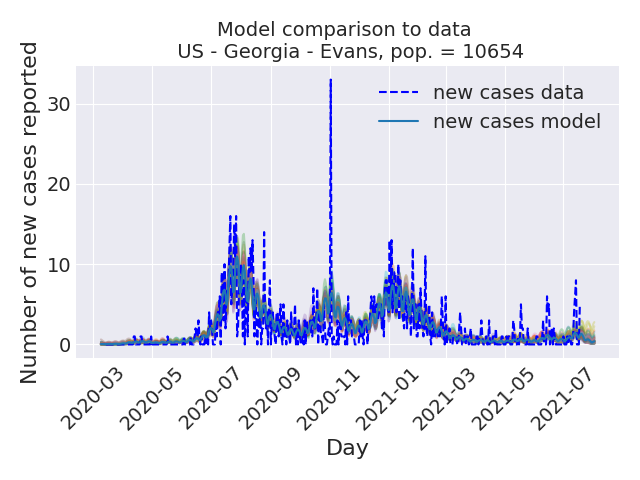 Model comparison to data
US - Georgia - Evans, pop. = 10654
Number of new cases reported
30
20
10
0
new cases data
new cases model
2020-03
2020-05
2020-07
2020-09
2020-11
2021-01
2021-03
2021-05
2021-07
Day